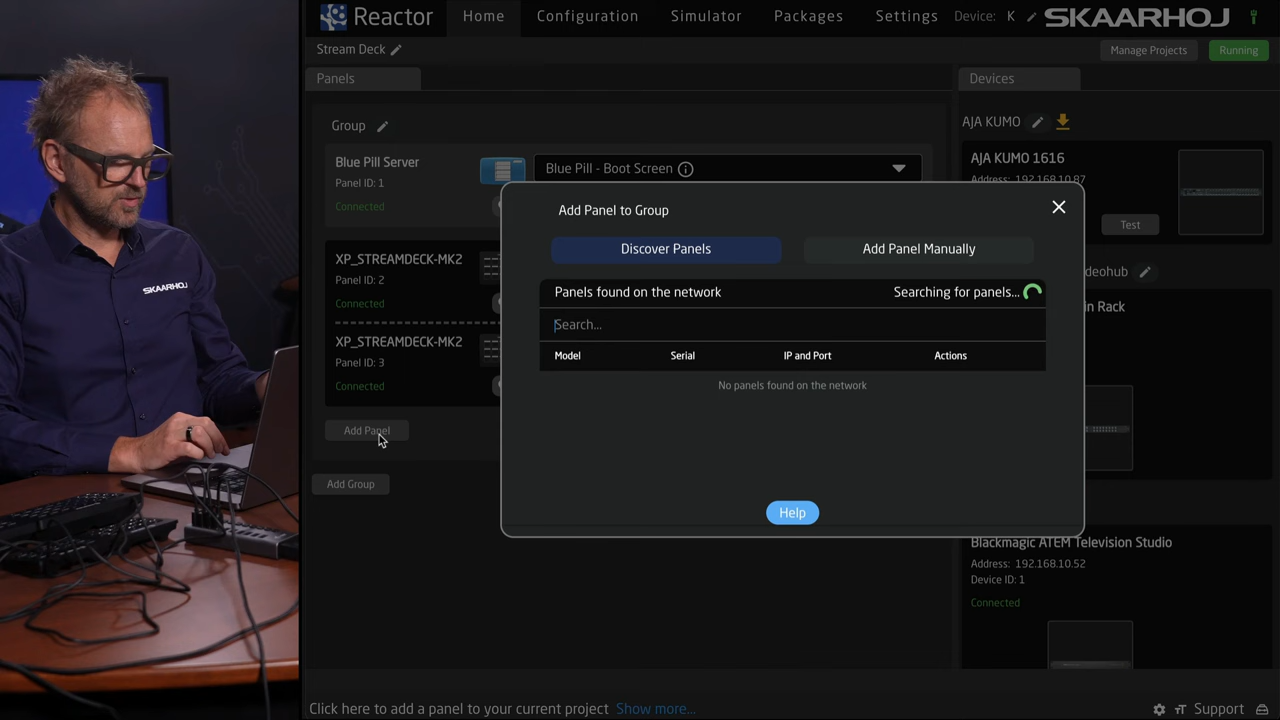 Reactor
Home
Configuration
Simulator
Packages
Settings
Device: K
SKAARHOJ
Stream Deck
Manage Projects
Running
Panels
Devices
Group
AJA KUMO
Blue Pill Server
Panel ID: 1
Connected
Blue Pill - Boot Screen
AJA KUMO 1616
Address: 192.168.10.87
Test
Add Panel to Group
Discover Panels
Add Panel Manually
Panels found on the network
Searching for panels...
Search...
Model
Serial
IP and Port
Actions
No panels found on the network
Help
XP_STREAMDECK-MK2
Panel ID: 2
Connected
XP_STREAMDECK-MK2
Panel ID: 3
Connected
Add Panel
Add Group
in Rack
Blackmagic ATEM Television Studio
Address: 192.168.10.52
Device ID: 1
Connected
SKAARHOJ
Click here to add a panel to your current project Show more...
Support